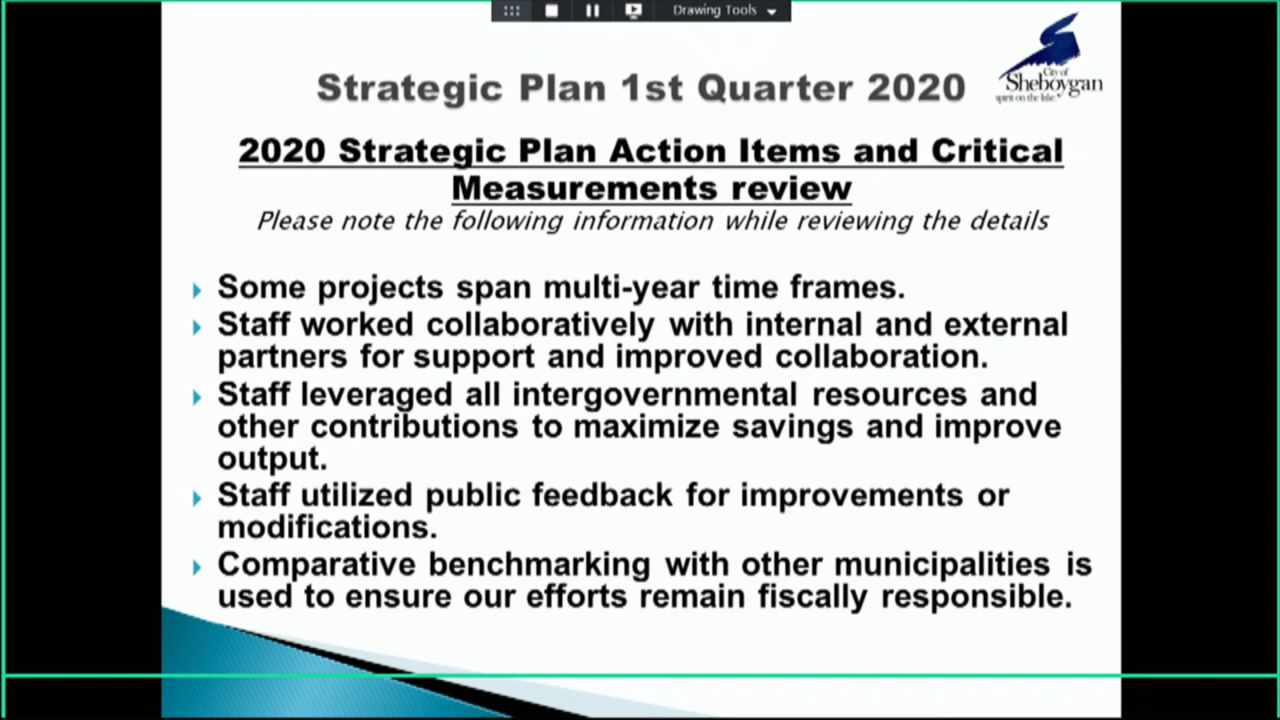 Drawing Tools
City of
Sheboygan
spirit on the lake
Strategic Plan 1st Quarter 2020
2020 Strategic Plan Action Items and Critical
Measurements review
Please note the following information while reviewing the details
Some projects span multi-year time frames.
Staff worked collaboratively with internal and external
partners for support and improved collaboration.
Staff leveraged all intergovernmental resources and
other contributions to maximize savings and improve
output.
Staff utilized public feedback for improvements or
modifications.
Comparative benchmarking with other municipalities is
used to ensure our efforts remain fiscally responsible.